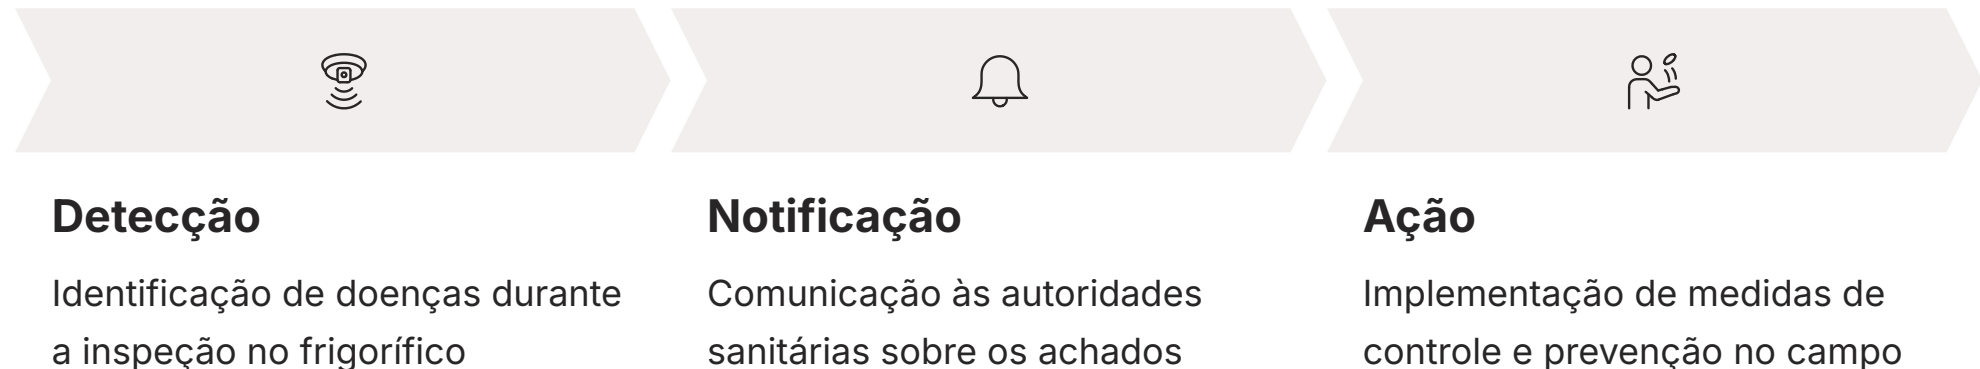 Detecção
Identificação de doenças durante
a inspeção no frigorífico
Notificação
Comunicação às autoridades
sanitárias sobre os achados
Ação
Implementação de medidas de
controle e prevenção no campo